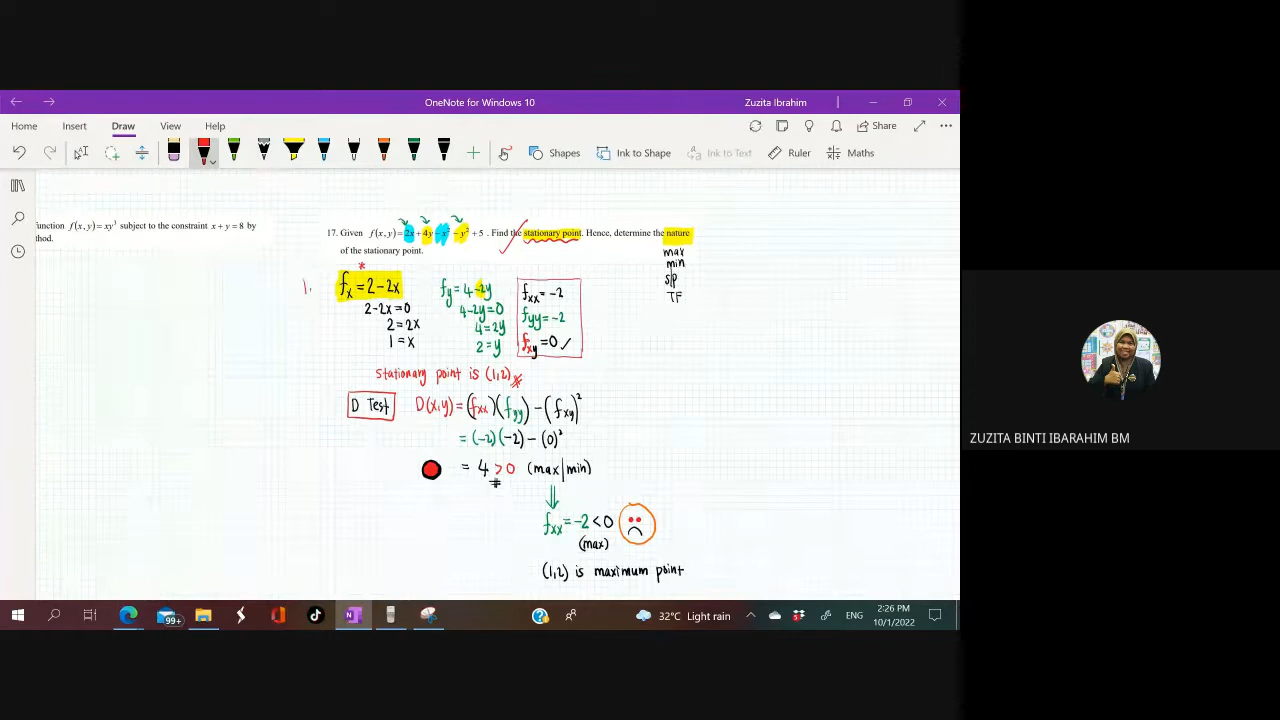 OneNote for Windows 10
Zuzita Ibrahim
Home Insert Draw View Help
Share
Shapes Ink to Shape Ink to Text Ruler Maths
function f(x, y) = xy³ subject to the constraint x + y = 8 by
17. Given f(x, y) = 2x + 4y − x² − y² + 5 . Find the stationary point. Hence, determine the nature
of the stationary point.
max
min
S|P
TF
1.
*
fx = 2 − 2x
2 − 2x = 0
2 = 2x
1 = x
fy = 4 − 2y
4 − 2y = 0
4 = 2y
2 = y
fxx = −2
fyy = −2
fxy = 0 ✓
stationary point is (1,2) *
D Test
D(x,y) = (fxx)(fyy) − (fxy)²
= (−2)(−2) − (0)²
= 4 > 0 (max|min)
⇓
fxx = −2 < 0
(max)
(1,2) is maximum point
ZUZITA BINTI IBARAHIM BM
99+
32°C Light rain
ENG
2:26 PM
10/1/2022